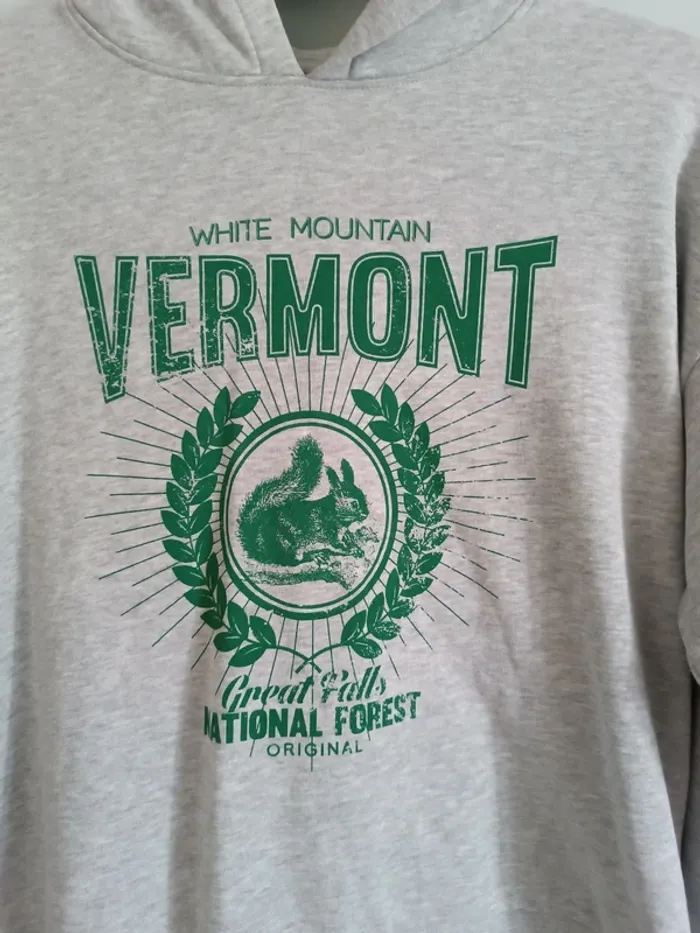 WHITE MOUNTAIN
VERMONT
Great Falls
NATIONAL FOREST
ORIGINAL